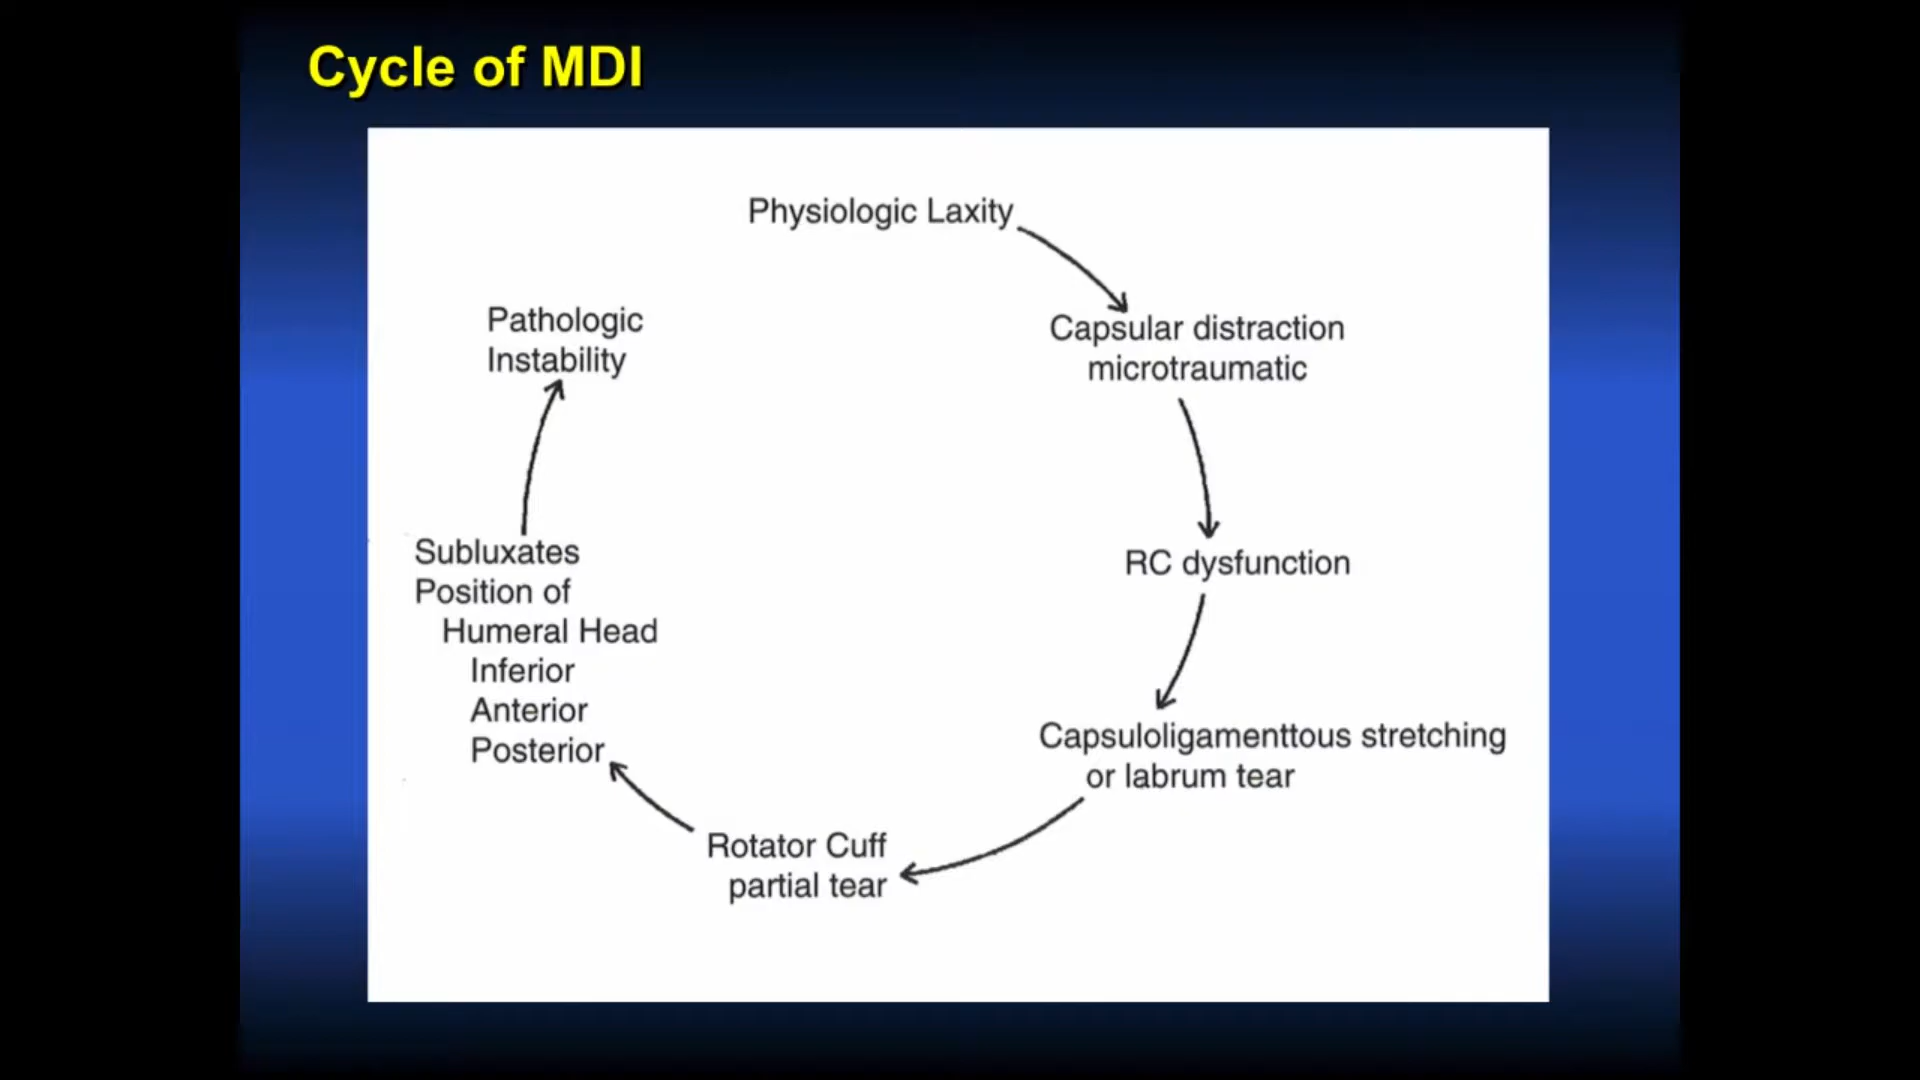 Cycle of MDI
Physiologic Laxity
Capsular distraction
microtraumatic
RC dysfunction
Capsuloligamenttous stretching
or labrum tear
Rotator Cuff
partial tear
Subluxates
Position of
Humeral Head
Inferior
Anterior
Posterior
Pathologic
Instability